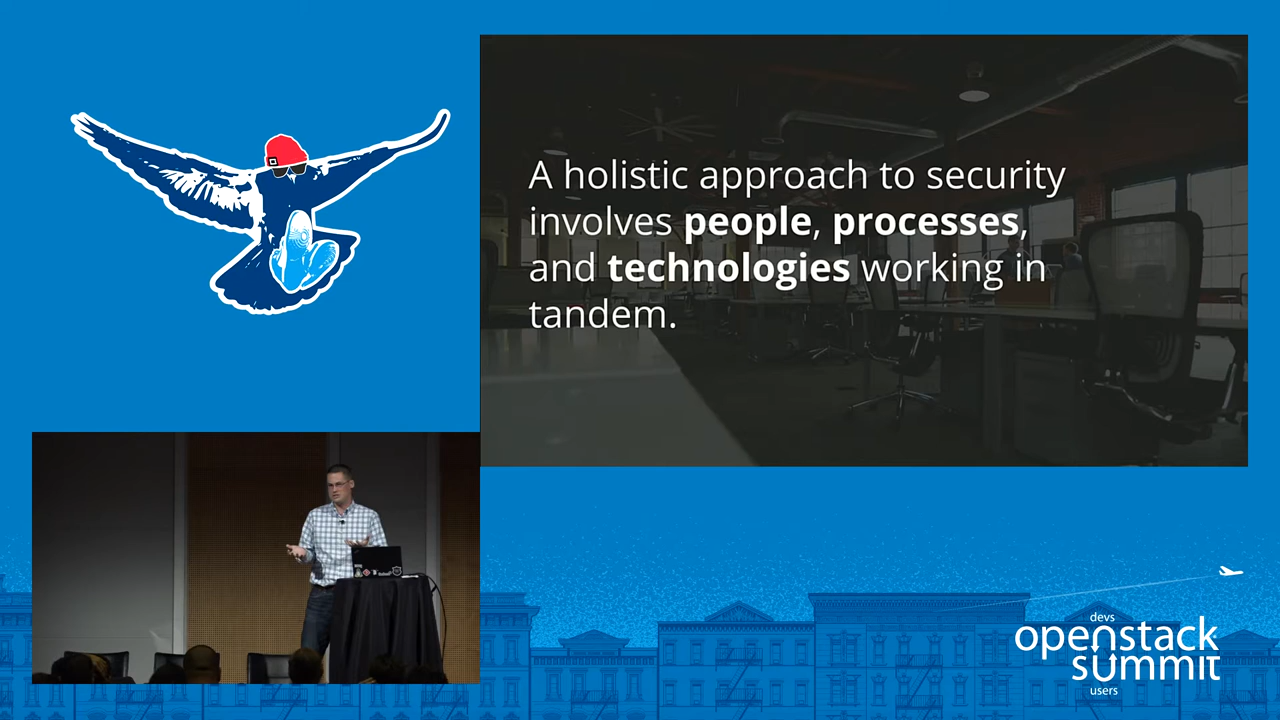 A holistic approach to security
involves people, processes,
and technologies working in
tandem.
devs
openstack
summit
users